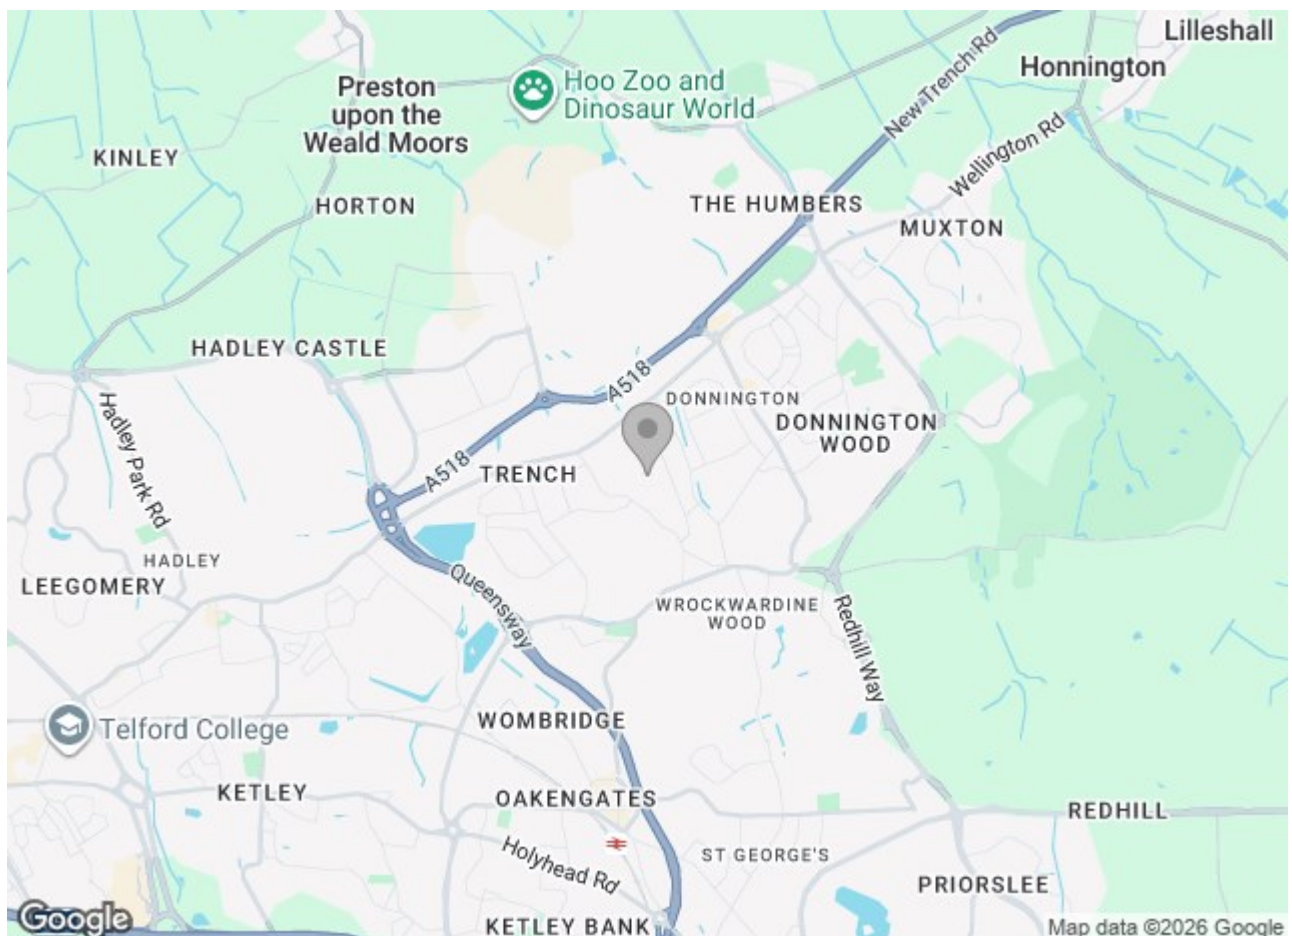 Lilleshall
Honnington
New Trench Rd
Preston
upon the
Weald Moors
Hoo Zoo and
Dinosaur World
Wellington Rd
KINLEY
HORTON
THE HUMBERS
MUXTON
HADLEY CASTLE
A518
DONNINGTON
Hadley Park Rd
DONNINGTON
WOOD
A518
TRENCH
HADLEY
LEEGOMERY
Queensway
WROCKWARDINE
WOOD
Redhill Way
Telford College
WOMBRIDGE
KETLEY
OAKENGATES
REDHILL
Holyhead Rd
ST GEORGE'S
PRIORSLEE
KETLEY BANK
Google
Map data ©2026 Google